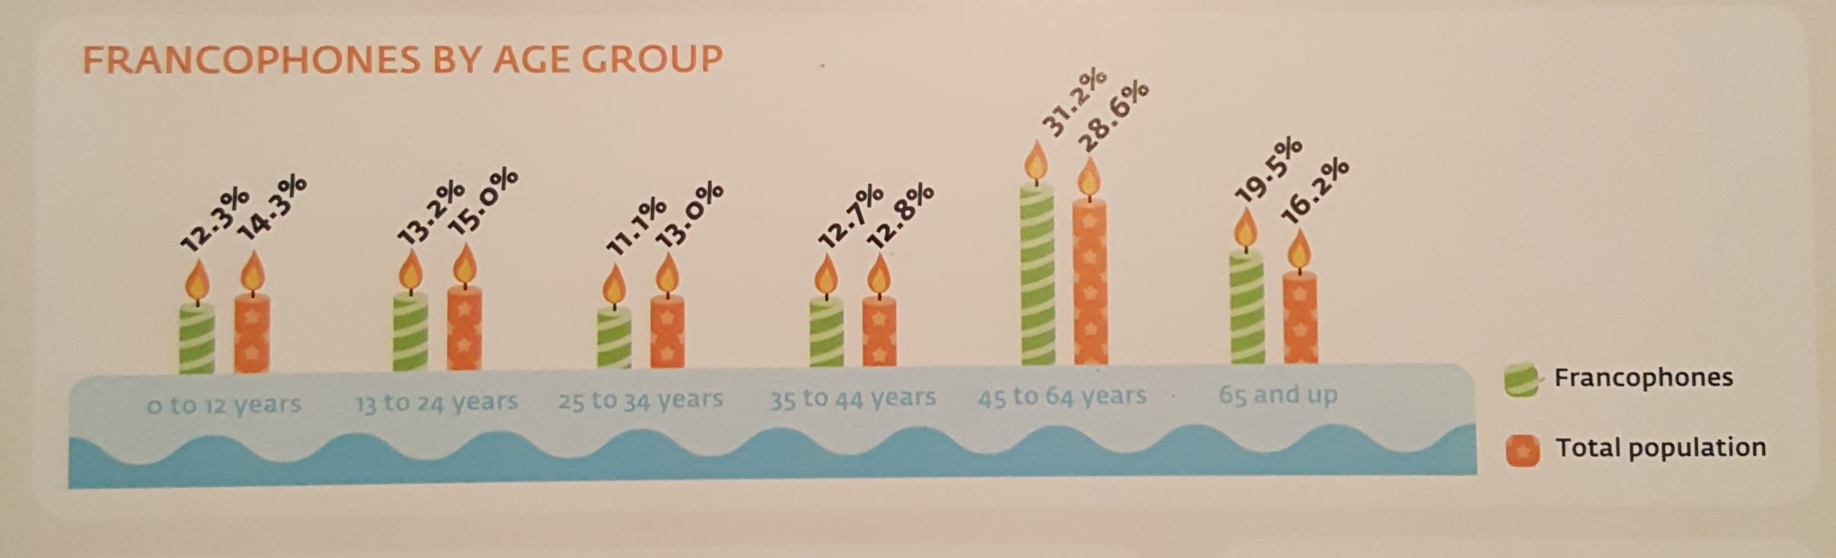 FRANCOPHONES BY AGE GROUP
12.3%
14.3%
13.2%
15.0%
11.1%
13.0%
12.7%
12.8%
31.2%
28.6%
19.5%
16.2%
0 to 12 years
13 to 24 years
25 to 34 years
35 to 44 years
45 to 64 years
65 and up
Francophones
Total population